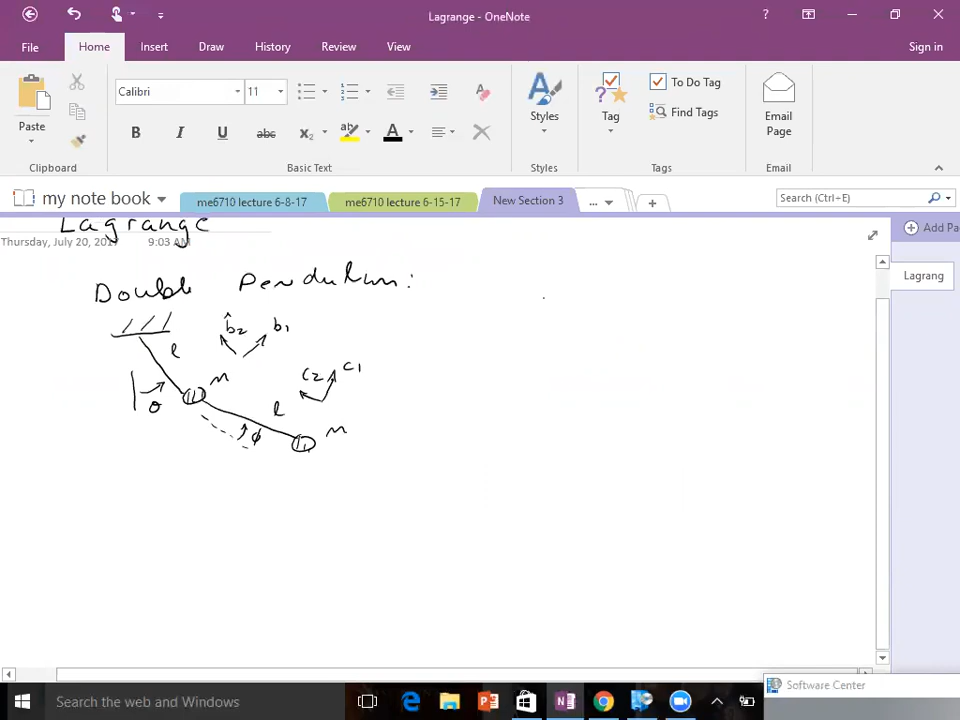 Lagrange - OneNote
?
File
Home
Insert
Draw
History
Review
View
Sign in
Paste
Clipboard
Calibri
11
B I U abc x2 A
Basic Text
Styles
Styles
Tag
To Do Tag
Find Tags
Tags
Email Page
Email
my note book
me6710 lecture 6-8-17
me6710 lecture 6-15-17
New Section 3
...
Search (Ctrl+E)
Lagrange
Thursday, July 20, 2017 9:03 AM
Add Pa
Lagrang
Double Pendulum:
b̂2 b1
l
m
c2 c1
θ
l
ϕ
m
Software Center
Search the web and Windows